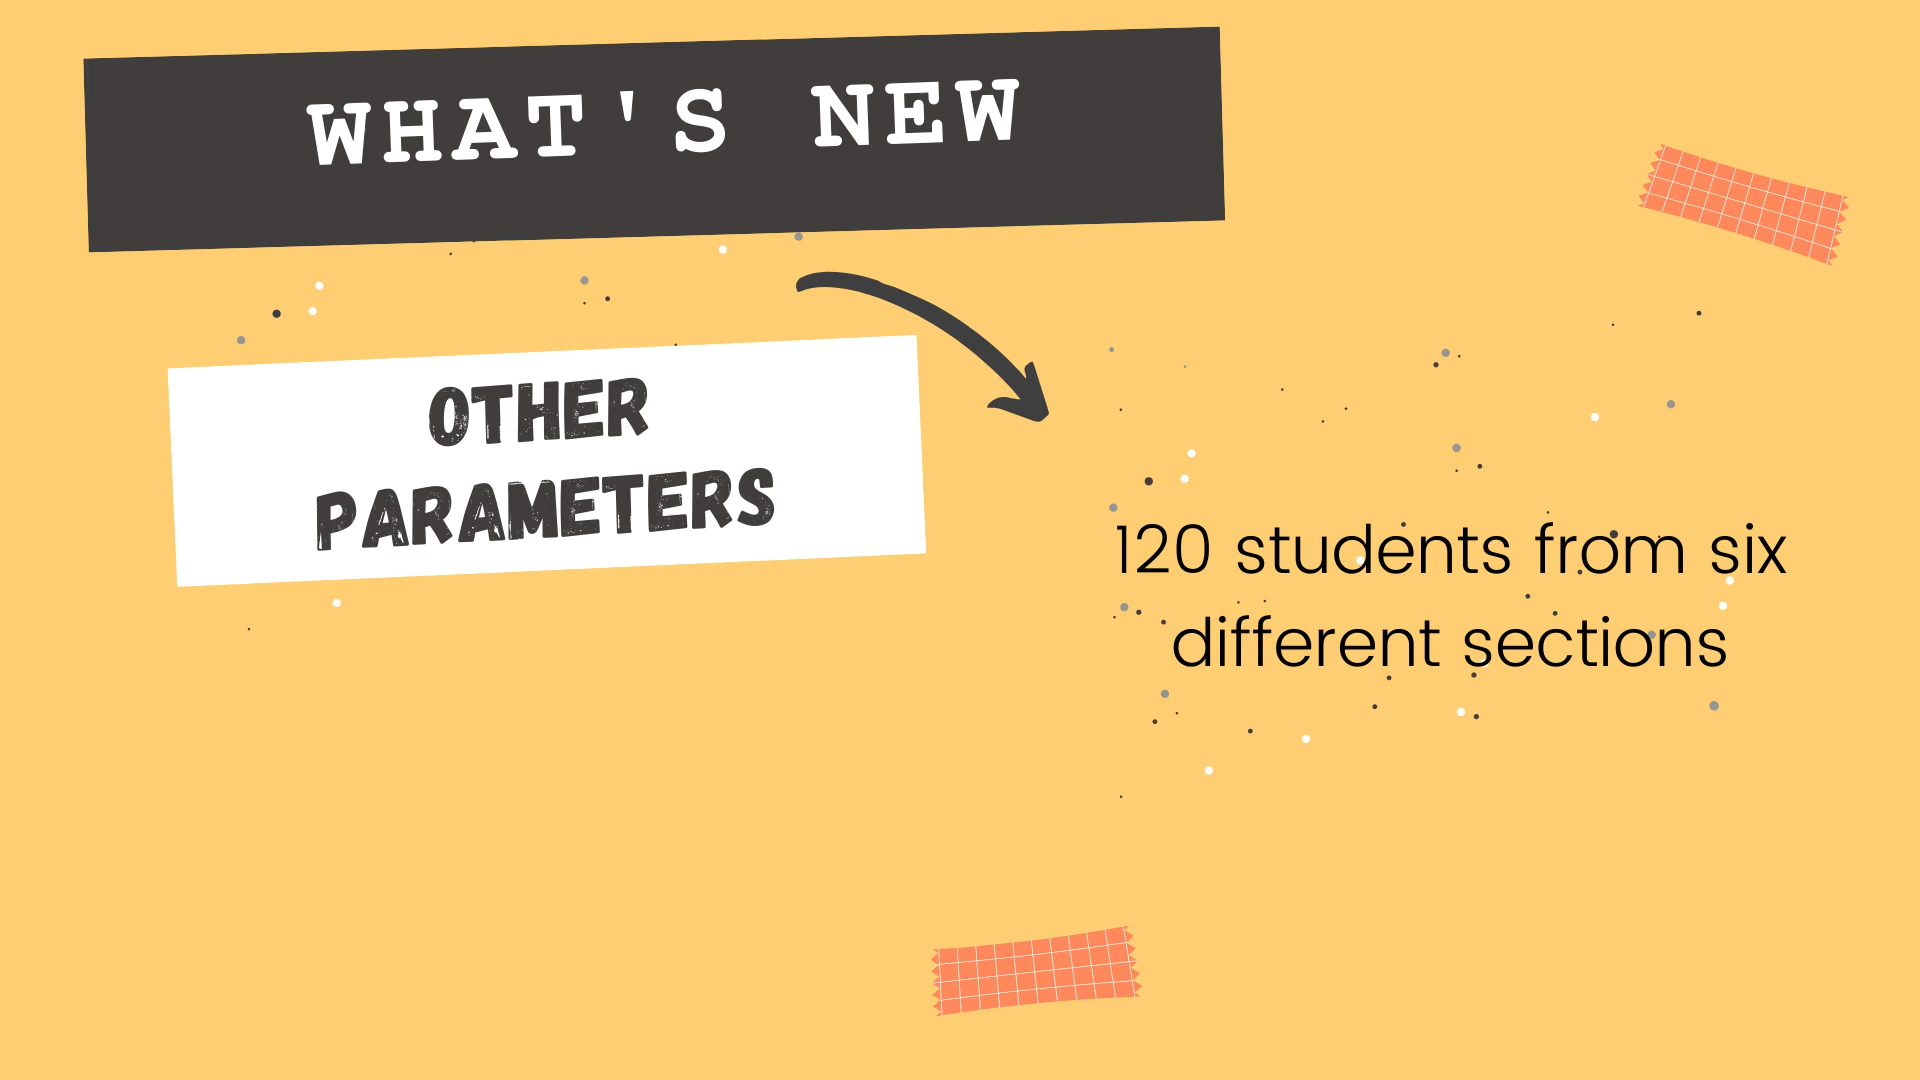 WHAT'S NEW
OTHER
PARAMETERS
120 students from six
different sections